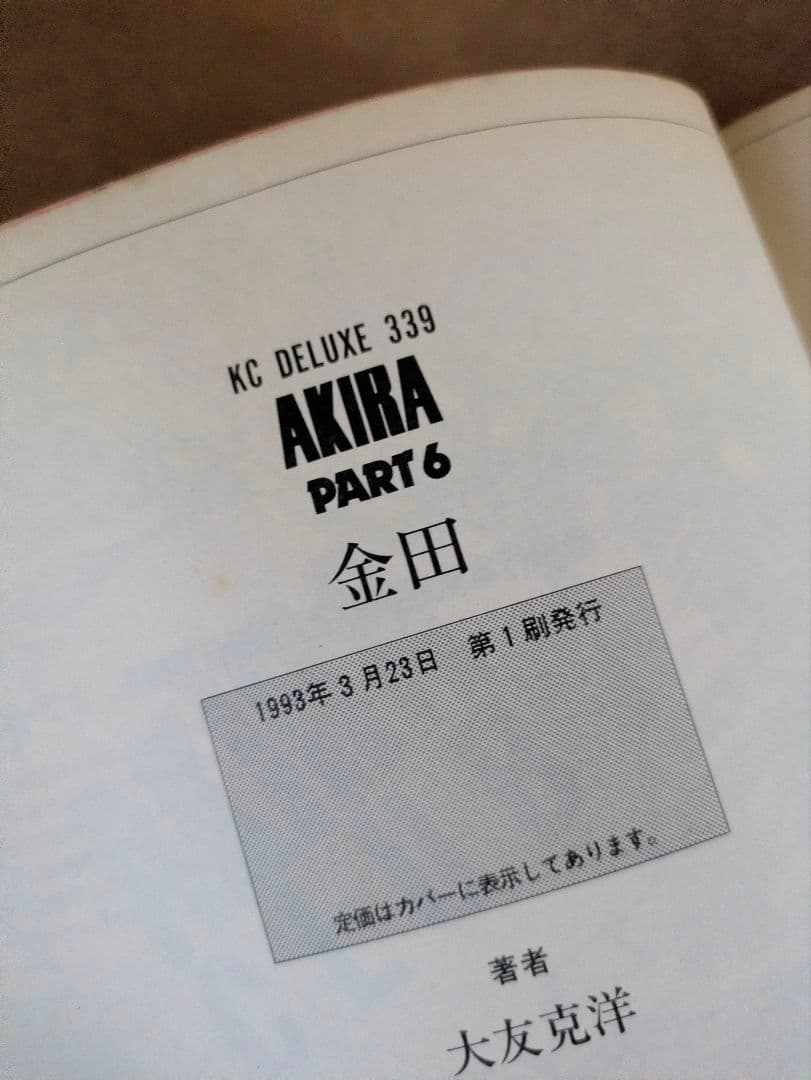 KC DELUXE 339
AKIRA
PART6
金田
1993年3月23日 第1刷発行
定価はカバーに表示してあります。
著者
大友克洋